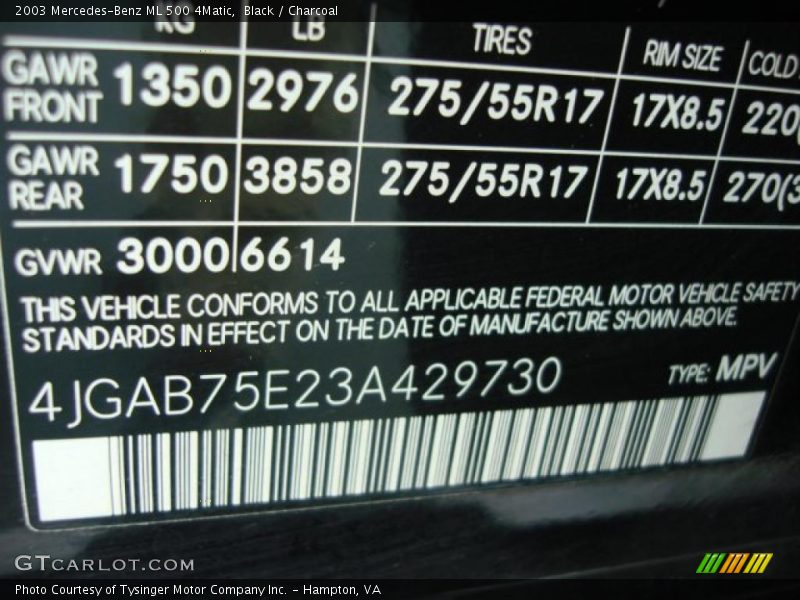 2003 Mercedes-Benz ML 500 4Matic, Black / Charcoal
KG LB TIRES RIM SIZE COLD
GAWR FRONT 1350 2976 275/55R17 17X8.5 220(
GAWR REAR 1750 3858 275/55R17 17X8.5 270(3
GVWR 3000 6614
THIS VEHICLE CONFORMS TO ALL APPLICABLE FEDERAL MOTOR VEHICLE SAFETY
STANDARDS IN EFFECT ON THE DATE OF MANUFACTURE SHOWN ABOVE.
4JGAB75E23A429730 TYPE: MPV
GTCARLOT.COM
Photo Courtesy of Tysinger Motor Company Inc. - Hampton, VA